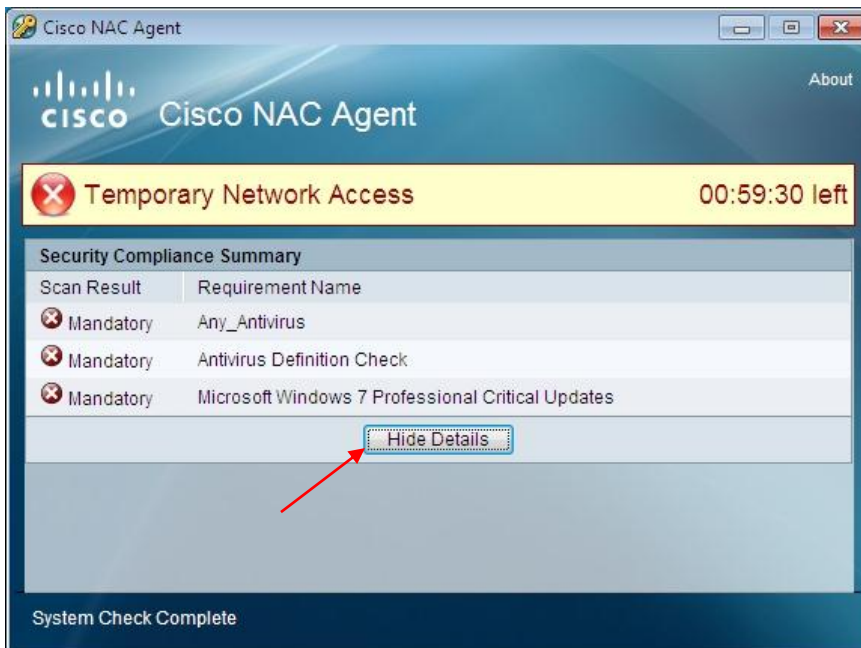 Cisco NAC Agent
About
CISCO Cisco NAC Agent
Temporary Network Access 00:59:30 left
Security Compliance Summary
Scan Result Requirement Name
Mandatory Any_Antivirus
Mandatory Antivirus Definition Check
Mandatory Microsoft Windows 7 Professional Critical Updates
Hide Details
System Check Complete